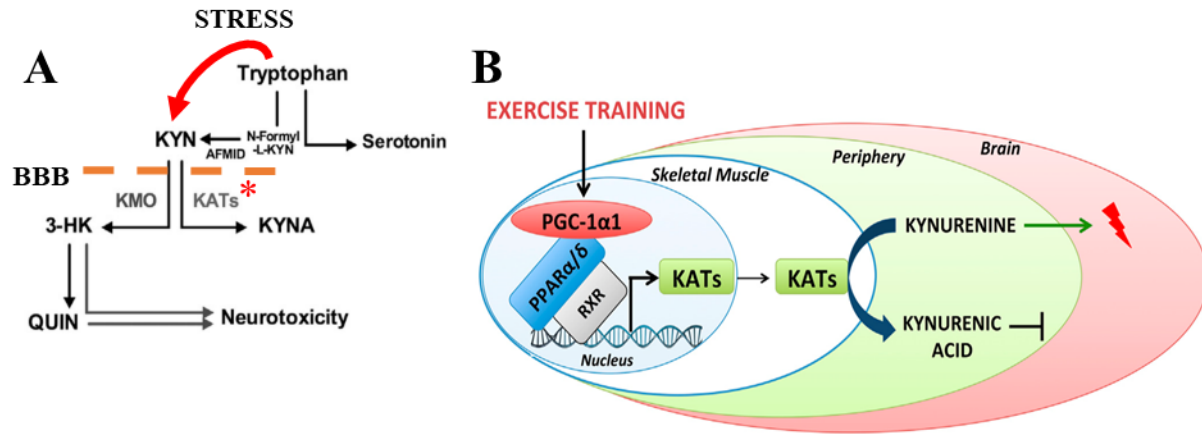 STRESS
A
Tryptophan
KYN
N-Formyl
-L-KYN
AFMID
Serotonin
BBB
KMO
KATs*
3-HK
KYNA
QUIN
Neurotoxicity
B
EXERCISE TRAINING
Brain
Periphery
Skeletal Muscle
PGC-1α1
PPARα/δ
RXR
KATs
KATs
KYNURENINE
KYNURENIC
ACID
Nucleus